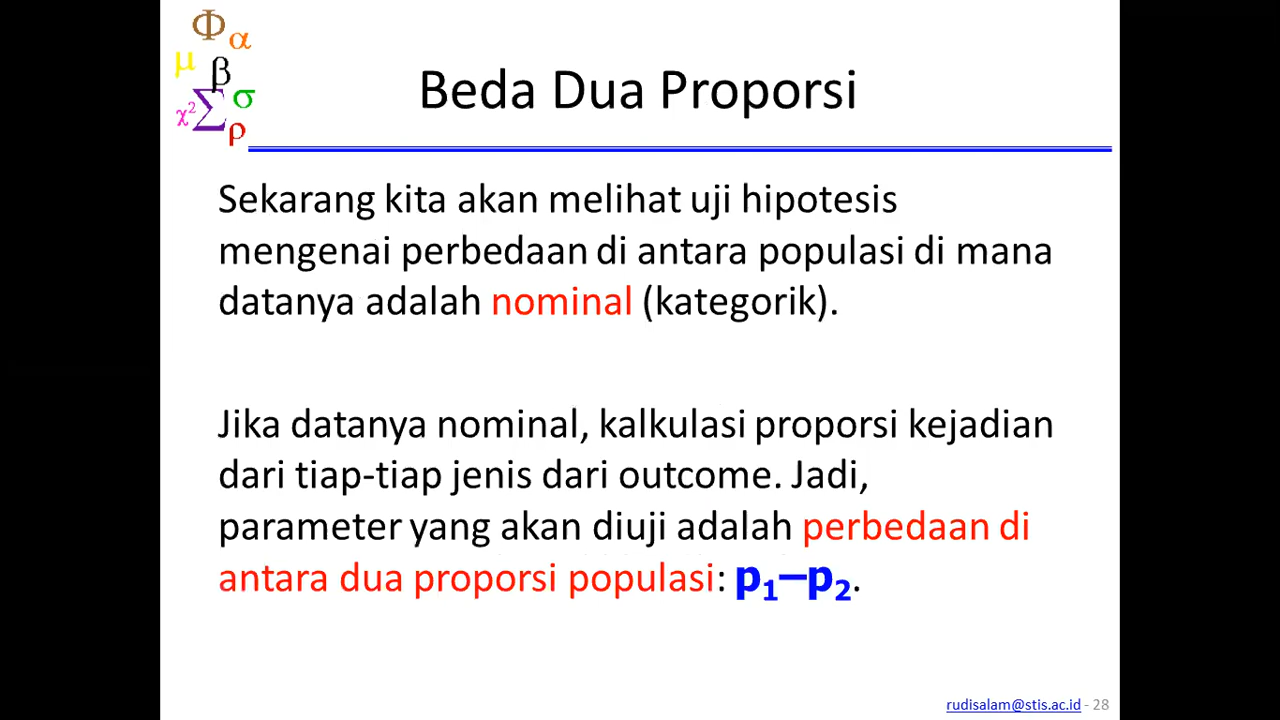 Φ α
μ β
χ² Σ σ
ρ
Beda Dua Proporsi
Sekarang kita akan melihat uji hipotesis
mengenai perbedaan di antara populasi di mana
datanya adalah nominal (kategorik).
Jika datanya nominal, kalkulasi proporsi kejadian
dari tiap-tiap jenis dari outcome. Jadi,
parameter yang akan diuji adalah perbedaan di
antara dua proporsi populasi: p₁–p₂.
rudisalam@stis.ac.id - 28